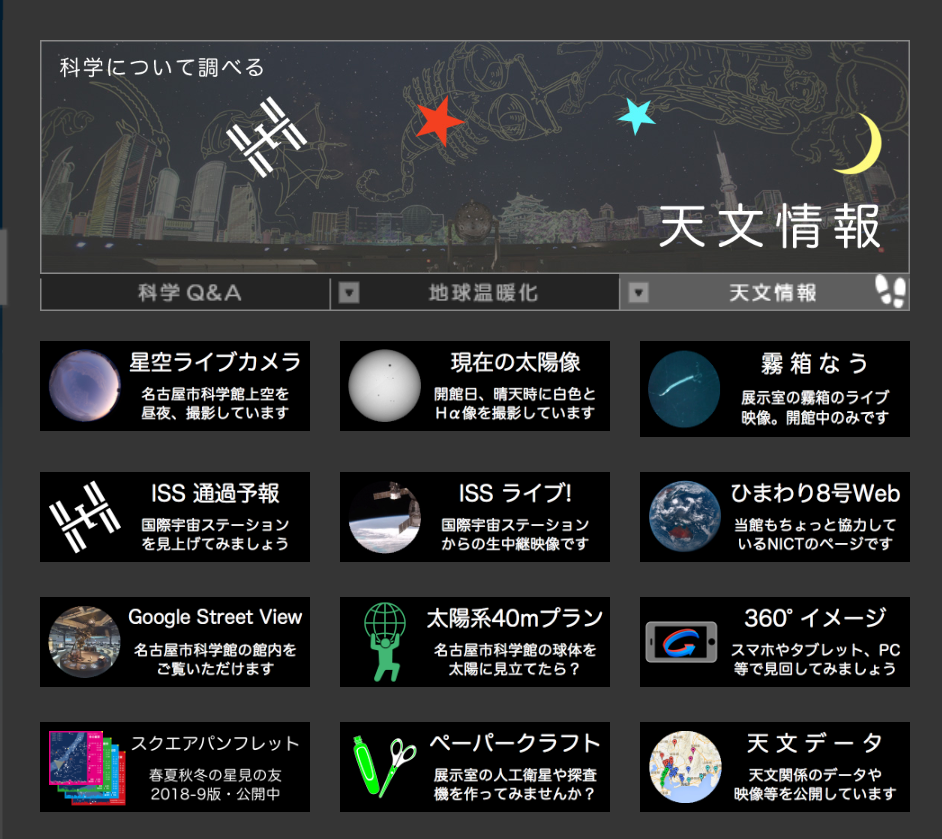 科学について調べる
天文情報
科学 Q&A
地球温暖化
天文情報
星空ライブカメラ
名古屋市科学館上空を
昼夜、撮影しています
現在の太陽像
開館日、晴天時に白色と
Hα像を撮影しています
霧箱なう
展示室の霧箱のライブ
映像。開館中のみです
ISS 通過予報
国際宇宙ステーション
を見上げてみましょう
ISS ライブ!
国際宇宙ステーション
からの生中継映像です
ひまわり8号Web
当館もちょっと協力して
いるNICTのページです
Google Street View
名古屋市科学館の館内を
ご覧いただけます
太陽系40mプラン
名古屋市科学館の球体を
太陽に見立てたら？
360°イメージ
スマホやタブレット、PC
等で見回してみましょう
スクエアパンフレット
春夏秋冬の星見の友
2018-9版・公開中
ペーパークラフト
展示室の人工衛星や探査
機を作ってみませんか？
天文データ
天文関係のデータや
映像等を公開しています